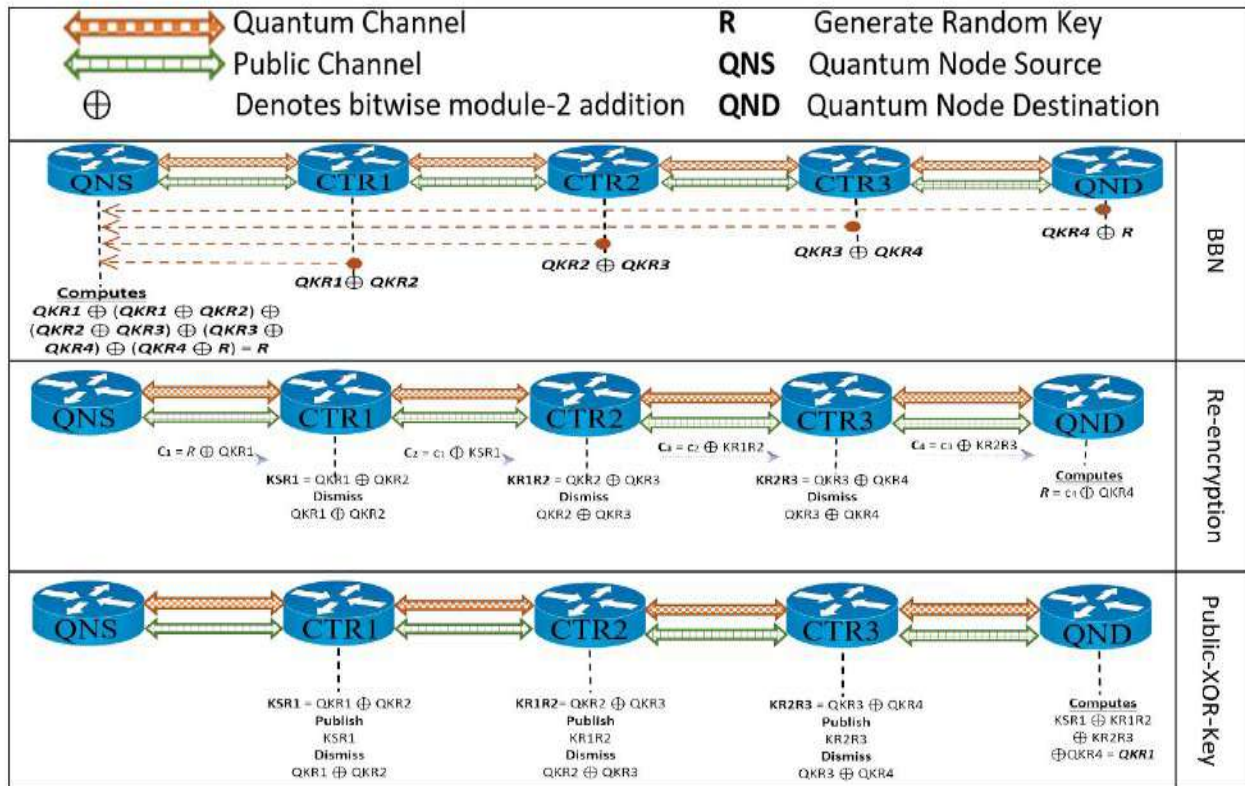 Quantum Channel
R Generate Random Key
Public Channel
QNS Quantum Node Source
⊕ Denotes bitwise module-2 addition
QND Quantum Node Destination
QNS CTR1 CTR2 CTR3 QND
QKR4 ⊕ R
QKR3 ⊕ QKR4
QKR2 ⊕ QKR3
QKR1 ⊕ QKR2
Computes
QKR1 ⊕ (QKR1 ⊕ QKR2) ⊕
(QKR2 ⊕ QKR3) ⊕ (QKR3 ⊕
QKR4) ⊕ (QKR4 ⊕ R) = R
BBN
QNS CTR1 CTR2 CTR3 QND
C₁ = R ⊕ QKR1
C₂ = c₁ ⊕ KSR1
C₃ = c₂ ⊕ KR1R2
C₄ = c₃ ⊕ KR2R3
KSR1 = QKR1 ⊕ QKR2
Dismiss
QKR1 ⊕ QKR2
KR1R2 = QKR2 ⊕ QKR3
Dismiss
QKR2 ⊕ QKR3
KR2R3 = QKR3 ⊕ QKR4
Dismiss
QKR3 ⊕ QKR4
Computes
R = c₄ ⊕ QKR4
Re-encryption
QNS CTR1 CTR2 CTR3 QND
KSR1 = QKR1 ⊕ QKR2
Publish
KSR1
Dismiss
QKR1 ⊕ QKR2
KR1R2= QKR2 ⊕ QKR3
Publish
KR1R2
Dismiss
QKR2 ⊕ QKR3
KR2R3 = QKR3 ⊕ QKR4
Publish
KR2R3
Dismiss
QKR3 ⊕ QKR4
Computes
KSR1 ⊕ KR1R2
⊕ KR2R3
⊕QKR4 = QKR1
Public-XOR-Key